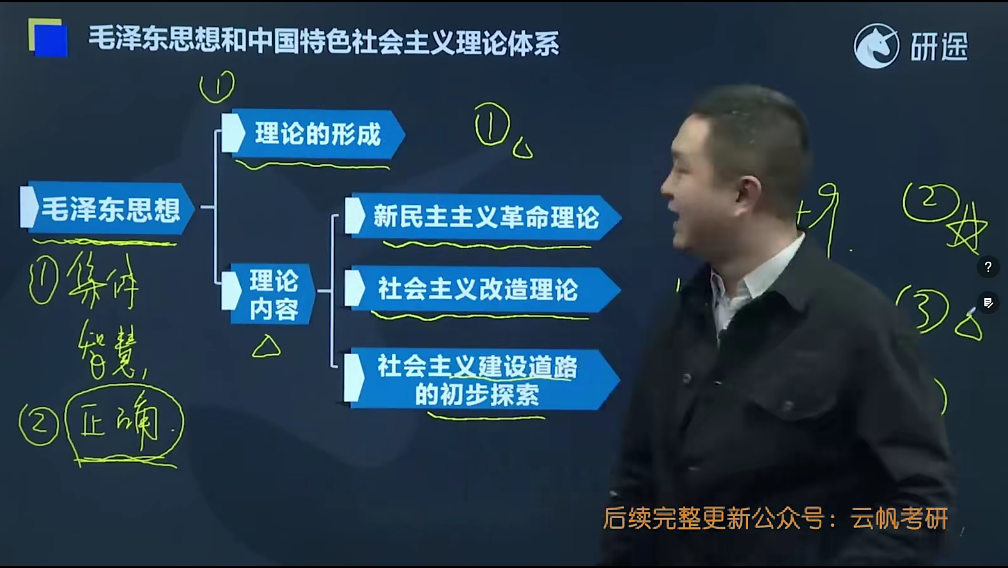 毛泽东思想和中国特色社会主义理论体系
研途
①
理论的形成
①
毛泽东思想
新民主主义革命理论
②
①集体
智慧,
理论
内容
社会主义改造理论
③
社会主义建设道路
的初步探索
②正确.
后续完整更新公众号：云帆考研